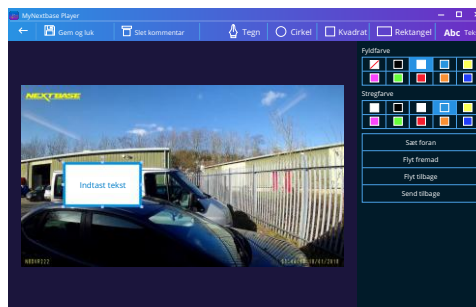 MyNextbase Player
Gem og luk
Slet kommentar
Tegn
Cirkel
Kvadrat
Rektangel
Abc Tek
Fyldfarve
Stregfarve
Sæt foran
Flyt fremad
Flyt tilbage
Send tilbage
NEXTBASE
Indtast tekst